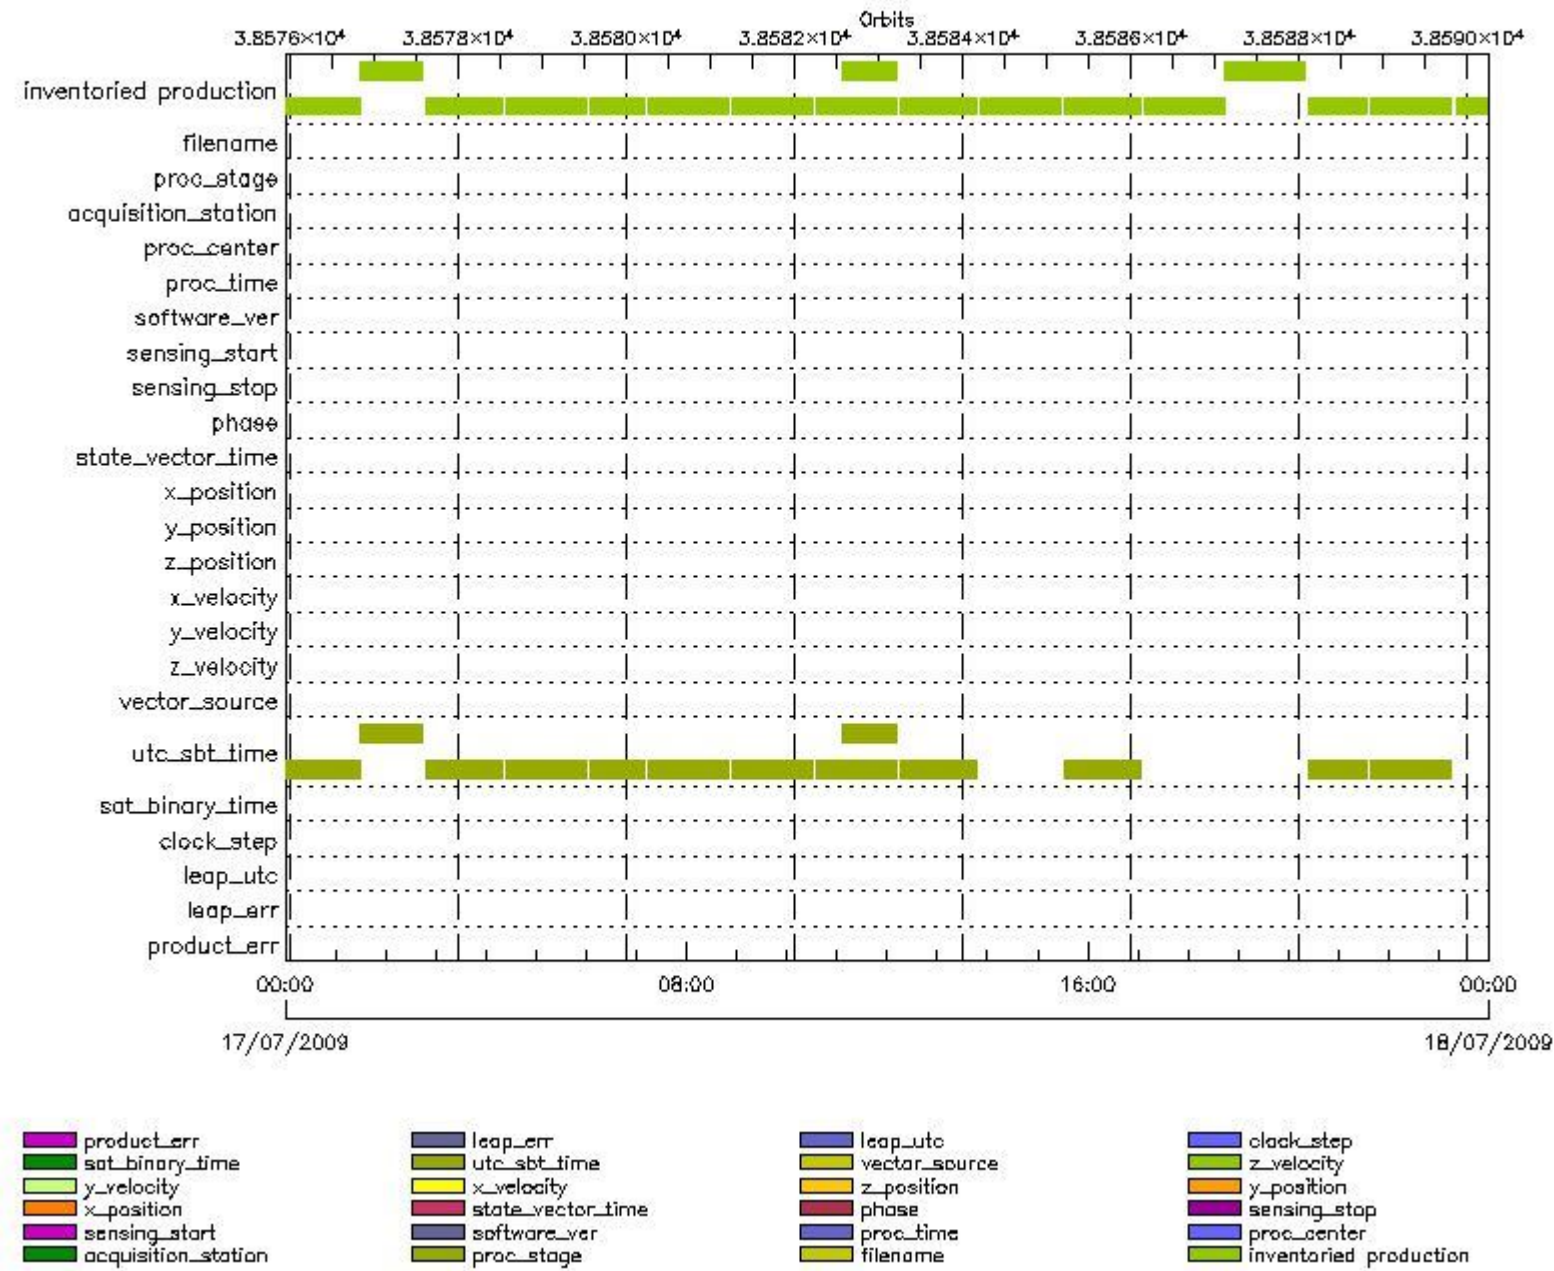 Orbits
3.8576×10⁴ 3.8578×10⁴ 3.8580×10⁴ 3.8582×10⁴ 3.8584×10⁴ 3.8586×10⁴ 3.8588×10⁴ 3.8590×10⁴
inventoried production
filename
proc_stage
acquisition_station
proc_center
proc_time
software_ver
sensing_start
sensing_stop
phase
state_vector_time
x_position
y_position
z_position
x_velocity
y_velocity
z_velocity
vector_source
utc_sbt_time
sat_binary_time
clock_step
leap_utc
leap_err
product_err
00:00 08:00 16:00 00:00
17/07/2009 18/07/2009
product_err leap_err leap_utc clock_step
sat_binary_time utc_sbt_time vector_source z_velocity
y_velocity x_velocity z_position y_position
x_position state_vector_time phase sensing_stop
sensing_start software_ver proc_time proc_center
acquisition_station proc_stage filename inventoried production